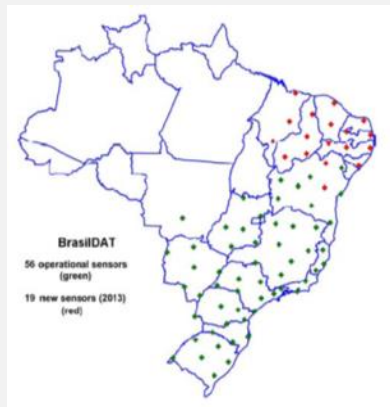 BrasilDAT
56 operational sensors
(green)
19 new sensors (2013)
(red)